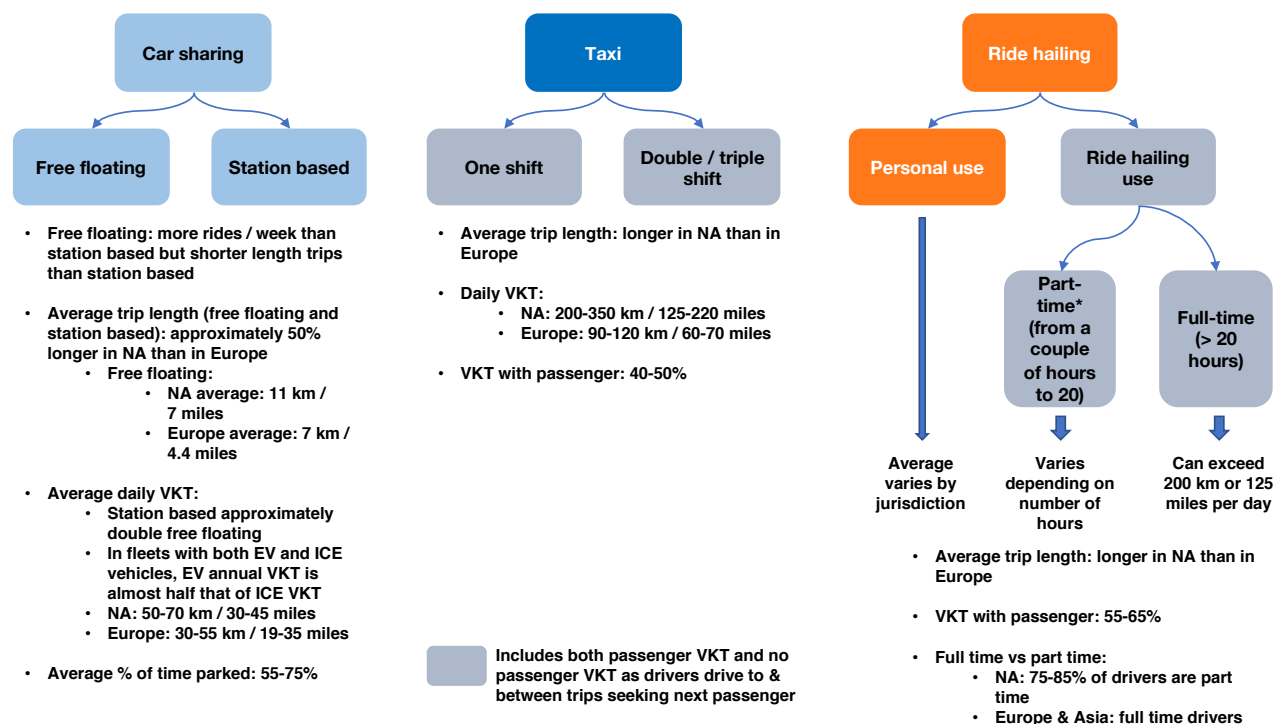 Car sharing
Free floating
Station based
• Free floating: more rides / week than
station based but shorter length trips
than station based
• Average trip length (free floating and
station based): approximately 50%
longer in NA than in Europe
• Free floating:
• NA average: 11 km /
7 miles
• Europe average: 7 km /
4.4 miles
• Average daily VKT:
• Station based approximately
double free floating
• In fleets with both EV and ICE
vehicles, EV annual VKT is
almost half that of ICE VKT
• NA: 50-70 km / 30-45 miles
• Europe: 30-55 km / 19-35 miles
• Average % of time parked: 55-75%
Taxi
One shift
Double / triple
shift
• Average trip length: longer in NA than in
Europe
• Daily VKT:
• NA: 200-350 km / 125-220 miles
• Europe: 90-120 km / 60-70 miles
• VKT with passenger: 40-50%
Includes both passenger VKT and no
passenger VKT as drivers drive to &
between trips seeking next passenger
Ride hailing
Personal use
Ride hailing
use
Part-
time*
(from a
couple
of hours
to 20)
Full-time
(> 20
hours)
Average
varies by
jurisdiction
Varies
depending on
number of
hours
Can exceed
200 km or 125
miles per day
• Average trip length: longer in NA than in
Europe
• VKT with passenger: 55-65%
• Full time vs part time:
• NA: 75-85% of drivers are part
time
• Europe & Asia: full time drivers